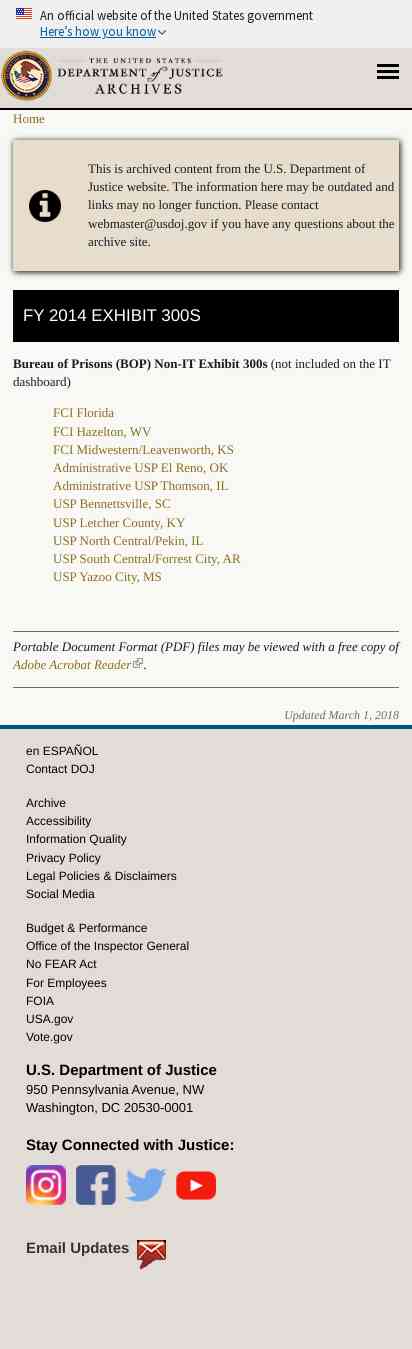 An official website of the United States government
Here's how you know
THE UNITED STATES
DEPARTMENT of JUSTICE
ARCHIVES
Home
This is archived content from the U.S. Department of
Justice website. The information here may be outdated and
links may no longer function. Please contact
webmaster@usdoj.gov if you have any questions about the
archive site.
FY 2014 EXHIBIT 300S
Bureau of Prisons (BOP) Non-IT Exhibit 300s (not included on the IT
dashboard)
FCI Florida
FCI Hazelton, WV
FCI Midwestern/Leavenworth, KS
Administrative USP El Reno, OK
Administrative USP Thomson, IL
USP Bennettsville, SC
USP Letcher County, KY
USP North Central/Pekin, IL
USP South Central/Forrest City, AR
USP Yazoo City, MS
Portable Document Format (PDF) files may be viewed with a free copy of
Adobe Acrobat Reader.
Updated March 1, 2018
en ESPAÑOL
Contact DOJ
Archive
Accessibility
Information Quality
Privacy Policy
Legal Policies & Disclaimers
Social Media
Budget & Performance
Office of the Inspector General
No FEAR Act
For Employees
FOIA
USA.gov
Vote.gov
U.S. Department of Justice
950 Pennsylvania Avenue, NW
Washington, DC 20530-0001
Stay Connected with Justice:
Email Updates